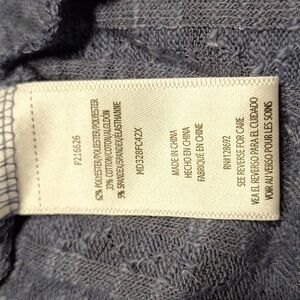 P216626
62% POLYESTER/POLYESTER/POLYESTER
33% COTTON/COTON/ALGODON
5% SPANDEX/SPANDEX/ELASTHANNE
MD328FC42X
MADE IN CHINA
HECHO EN CHINA
FABRIQUÉ EN CHINE
RN#128692
SEE REVERSE FOR CARE
VEA EL REVERSO PARA EL CUIDADO
VOIR AU VERSO POUR LES SOINS